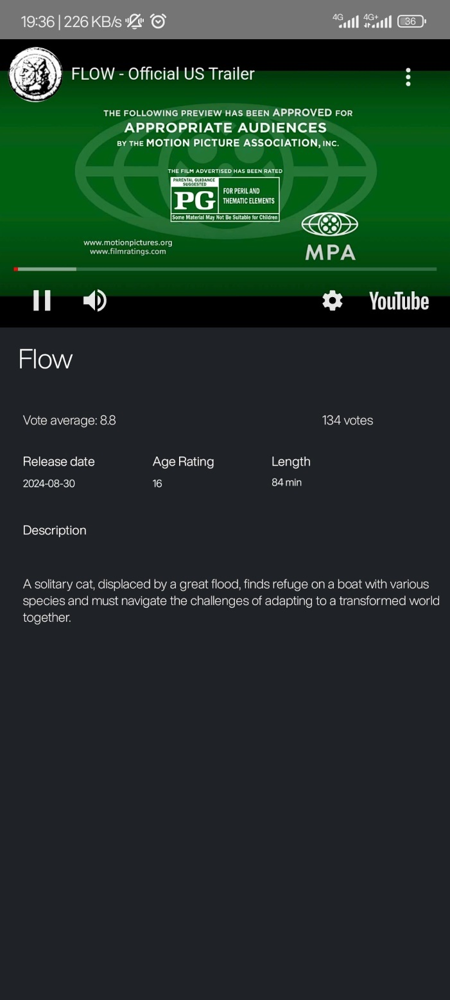 19:36 | 226 KB/s 4G 4G+ 36
FLOW - Official US Trailer
THE FOLLOWING PREVIEW HAS BEEN APPROVED FOR
APPROPRIATE AUDIENCES
BY THE MOTION PICTURE ASSOCIATION, INC.
THE FILM ADVERTISED HAS BEEN RATED
PARENTAL GUIDANCE SUGGESTED
PG
FOR PERIL AND
THEMATIC ELEMENTS
Some Material May Not Be Suitable for Children
www.motionpictures.org
www.filmratings.com
MPA
YouTube
Flow
Vote average: 8.8 134 votes
Release date Age Rating Length
2024-08-30 16 84 min
Description
A solitary cat, displaced by a great flood, finds refuge on a boat with various
species and must navigate the challenges of adapting to a transformed world
together.